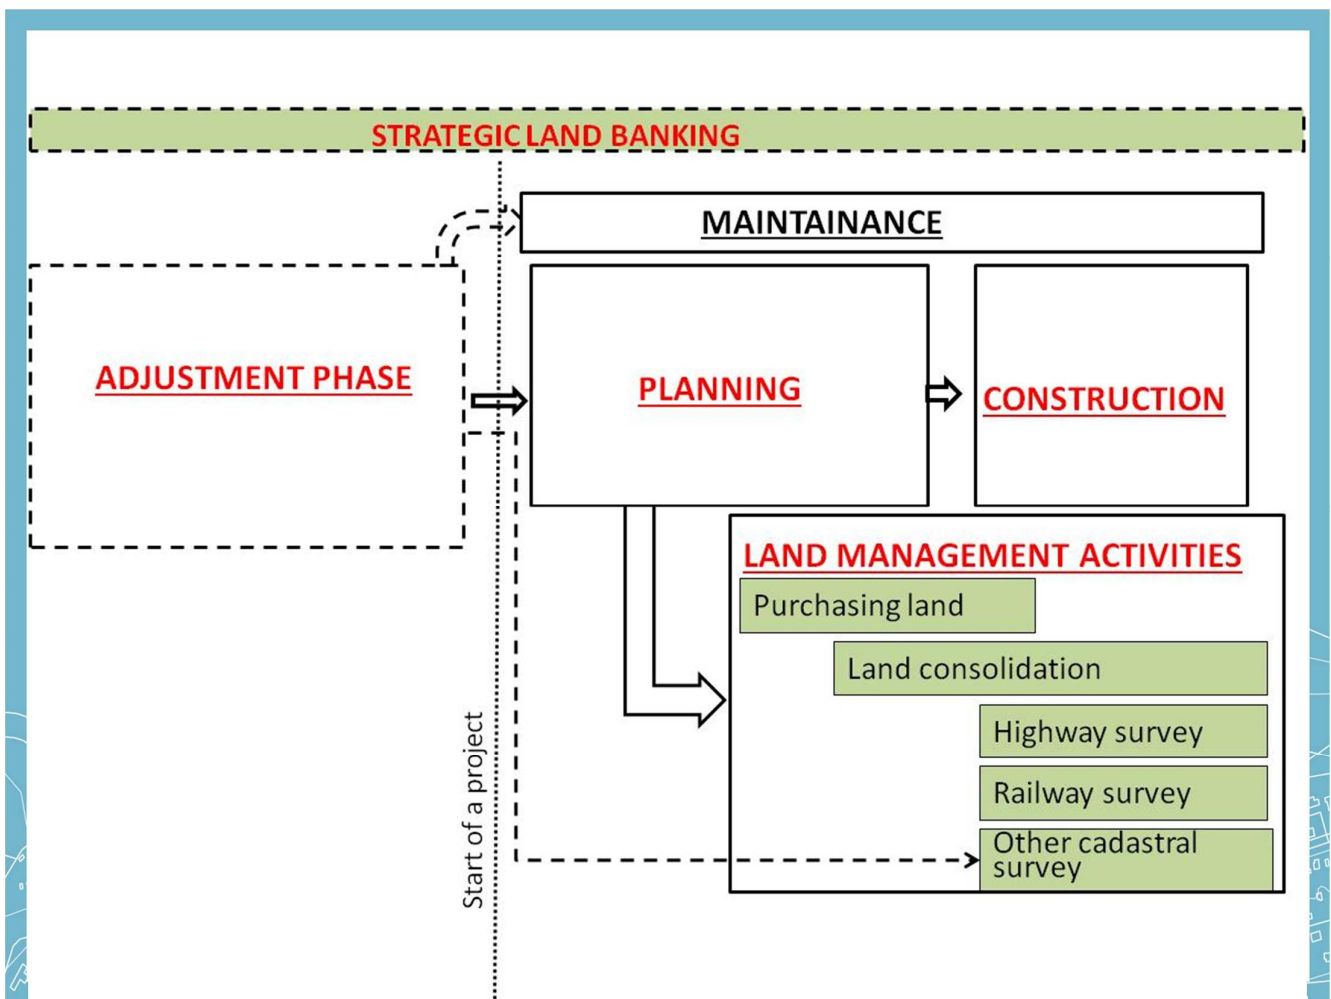 STRATEGIC LAND BANKING
MAINTAINANCE
ADJUSTMENT PHASE
PLANNING
CONSTRUCTION
LAND MANAGEMENT ACTIVITIES
Purchasing land
Land consolidation
Highway survey
Railway survey
Other cadastral
survey
Start of a project